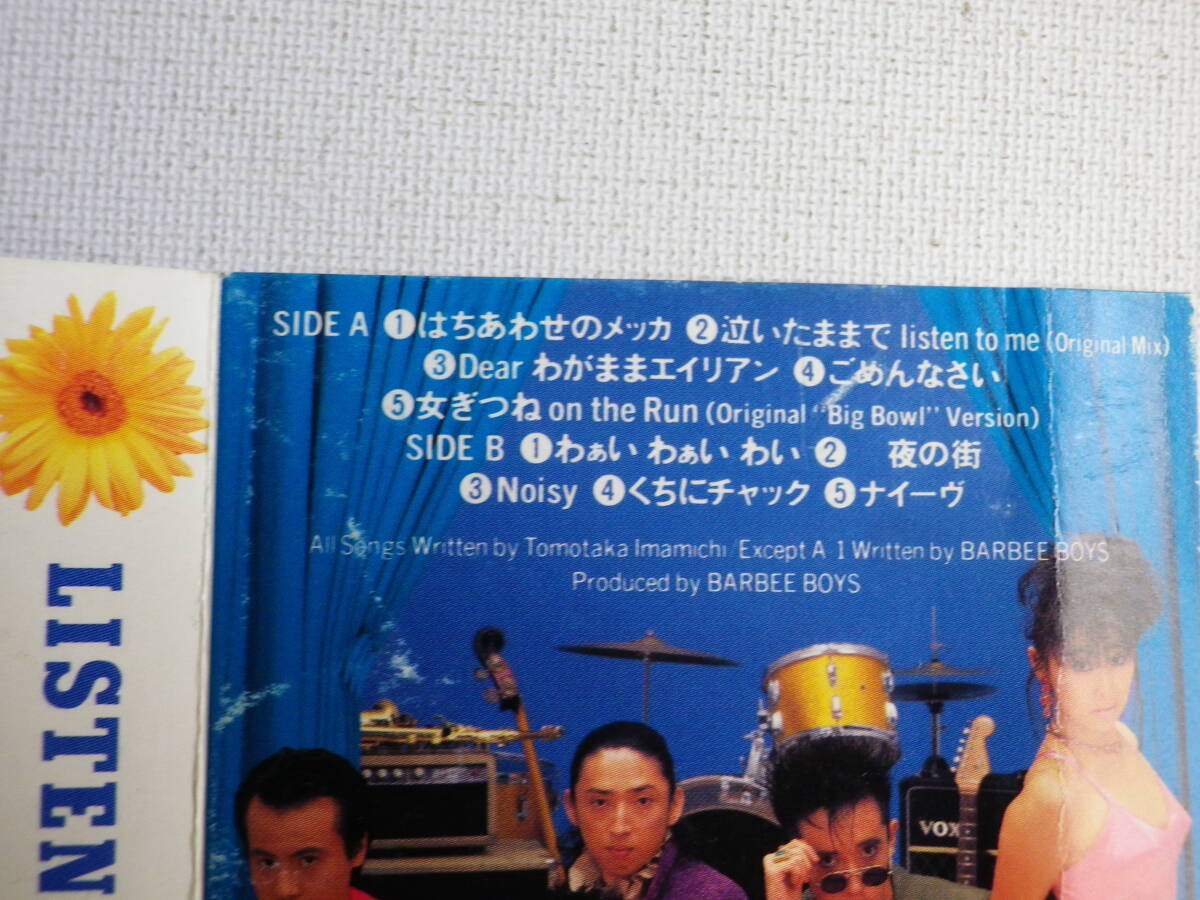 SIDE A ❶はちあわせのメッカ ❷泣いたままで listen to me (Original Mix)
❸Dear わがままエイリアン ❹ごめんなさい
❺女ぎつね on the Run (Original "Big Bowl" Version)
SIDE B ❶わぁい わぁい わい ❷ 夜の街
❸Noisy ❹くちにチャック ❺ナイーヴ
All Songs Written by Tomotaka Imamichi/Except A-1 Written by BARBEE BOYS
Produced by BARBEE BOYS
LISTEN
VOX